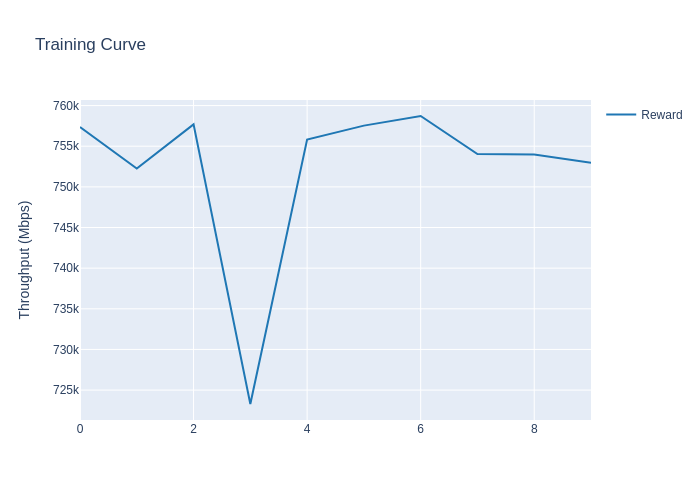 Training Curve
Reward
Throughput (Mbps)
760k
755k
750k
745k
740k
735k
730k
725k
0 2 4 6 8